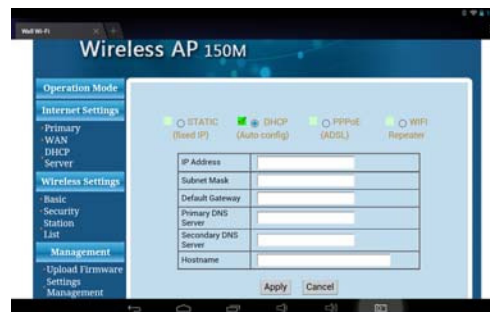 Wall Wi-Fi
Wireless AP 150M
Operation Mode
Internet Settings
Primary
WAN
DHCP
Server
Wireless Settings
Basic
Security
Station
List
Management
Upload Firmware
Settings
Management
STATIC DHCP PPPoE WIFI
(fixed IP) (Auto config) (ADSL) Repeater
IP Address
Subnet Mask
Default Gateway
Primary DNS
Server
Secondary DNS
Server
Hostname
Apply Cancel